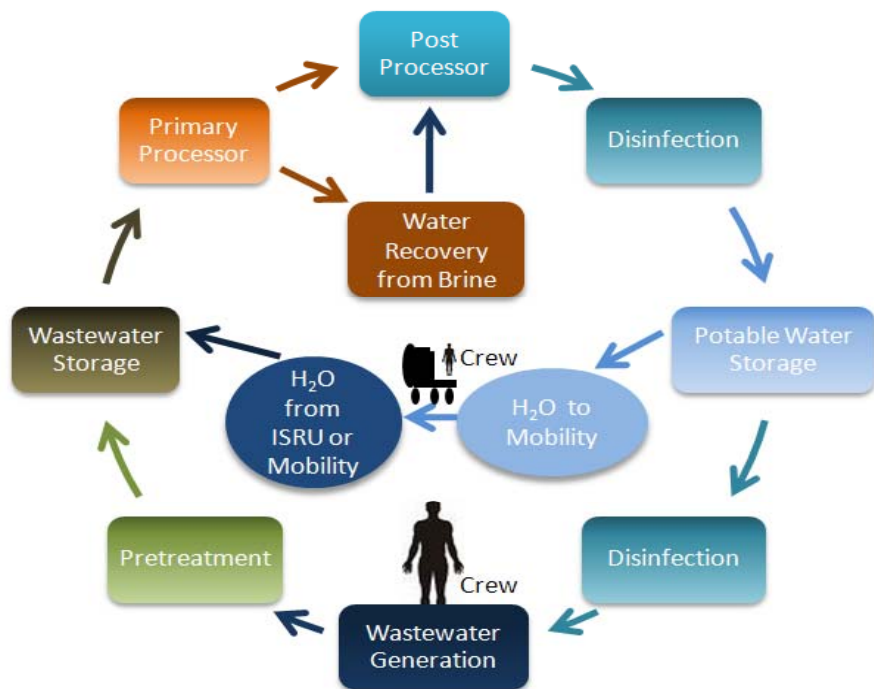 Post
Processor
Primary
Processor
Disinfection
Water
Recovery
from Brine
Wastewater
Storage
Potable Water
Storage
Crew
H₂O
from
ISRU or
Mobility
H₂O to
Mobility
Pretreatment
Disinfection
Crew
Wastewater
Generation